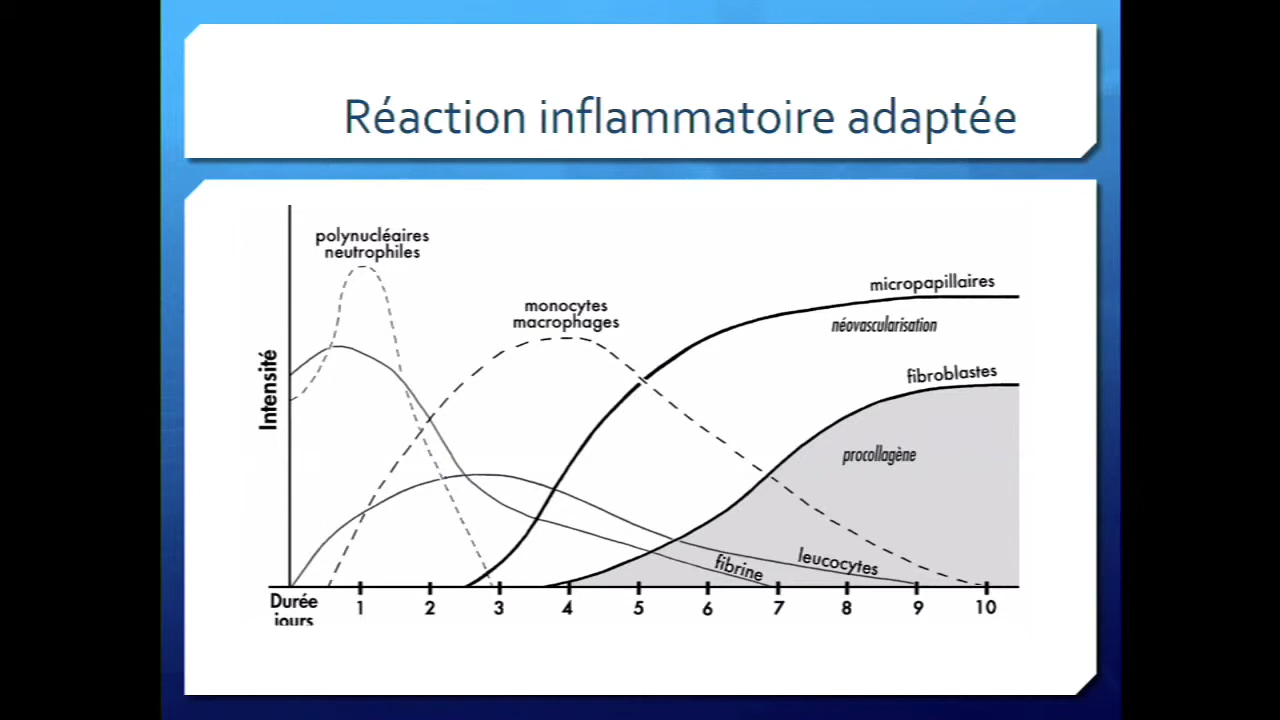 Réaction inflammatoire adaptée
polynucléaires
neutrophiles
monocytes
macrophages
micropapillaires
néovascularisation
fibroblastes
procollagène
Intensité
fibrine
leucocytes
Durée
jours
1 2 3 4 5 6 7 8 9 10